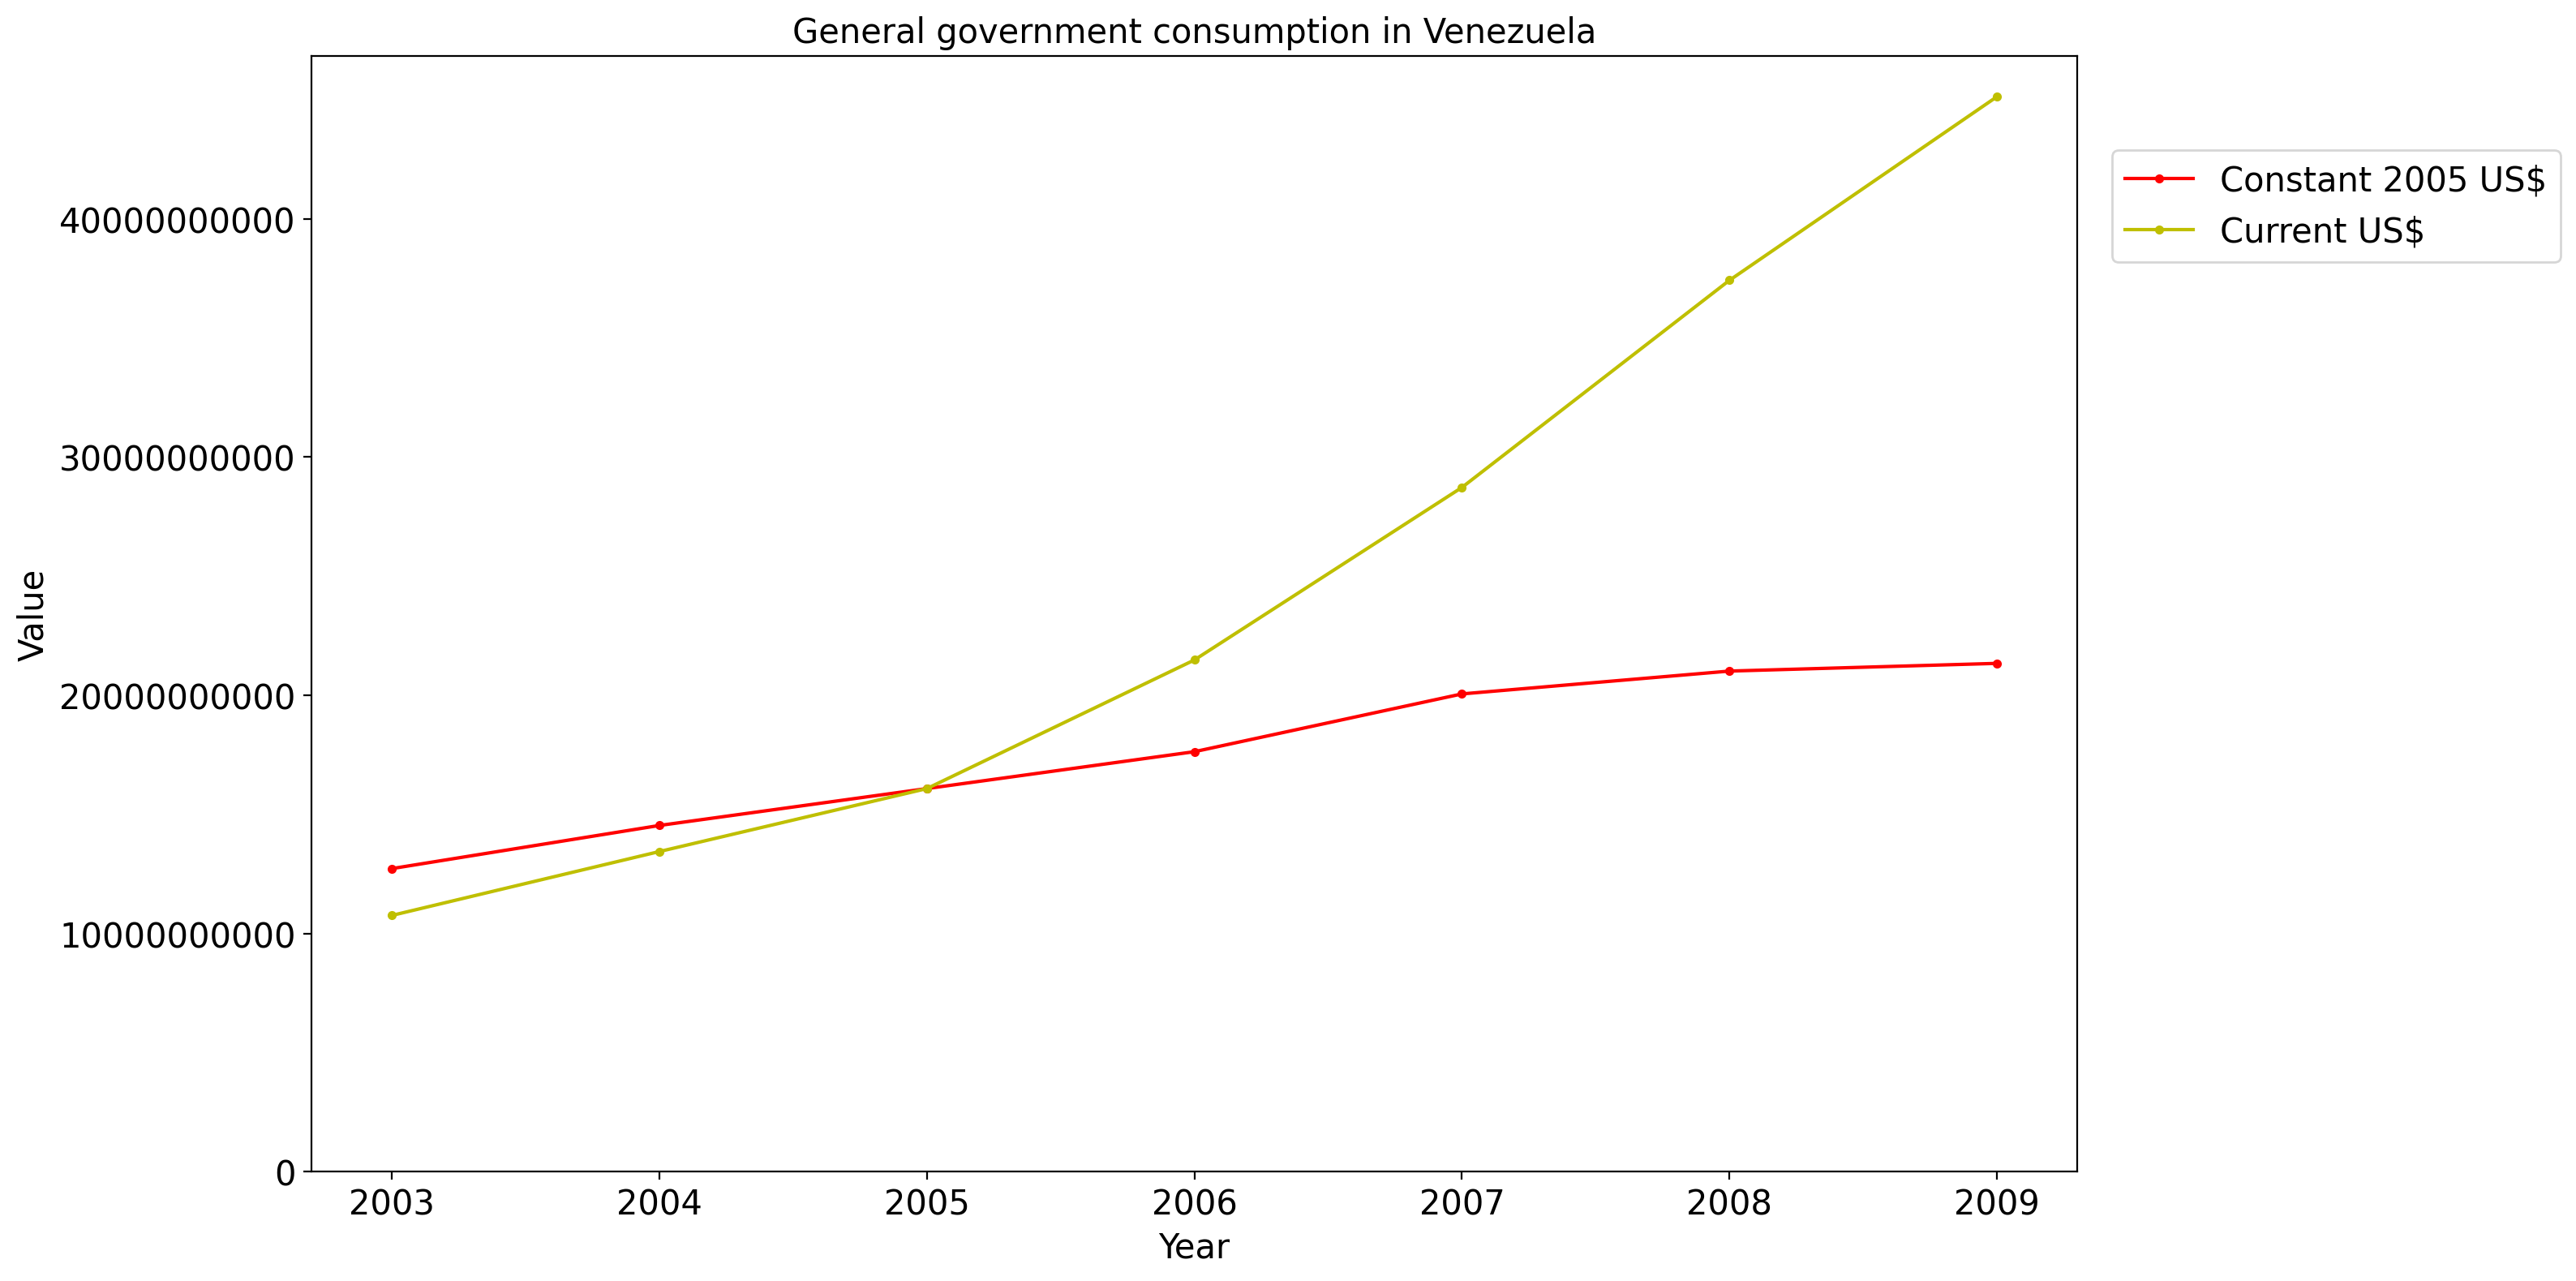 General government consumption in Venezuela
Value
40000000000
30000000000
20000000000
10000000000
0
2003 2004 2005 2006 2007 2008 2009
Year
Constant 2005 US$
Current US$